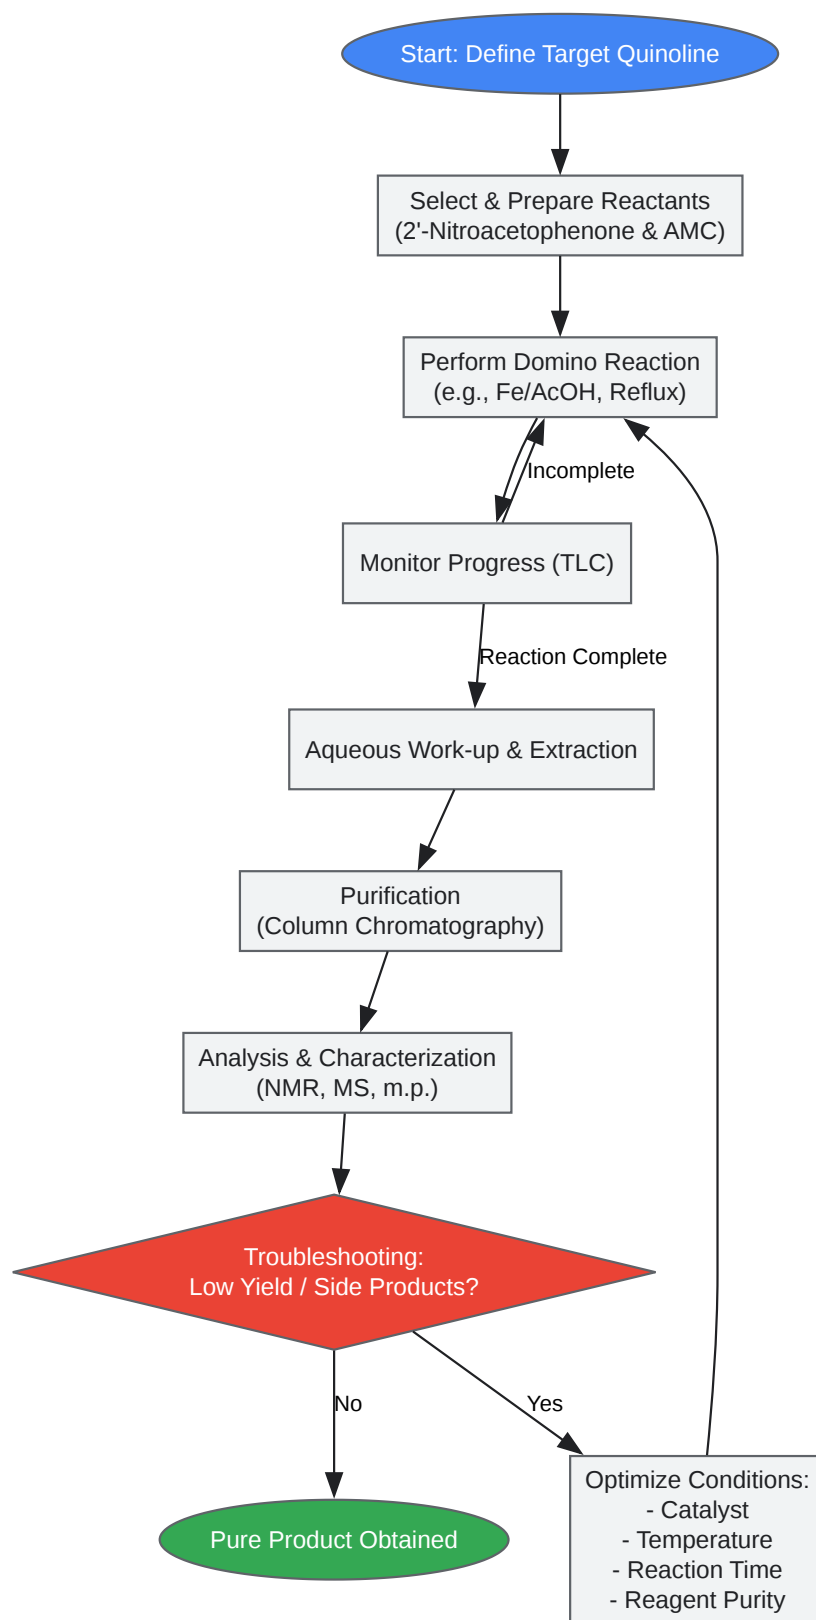 Start: Define Target Quinoline
Select & Prepare Reactants
(2'-Nitroacetophenone & AMC)
Perform Domino Reaction
(e.g., Fe/AcOH, Reflux)
Incomplete
Monitor Progress (TLC)
Reaction Complete
Aqueous Work-up & Extraction
Purification
(Column Chromatography)
Analysis & Characterization
(NMR, MS, m.p.)
Troubleshooting:
Low Yield / Side Products?
No
Yes
Pure Product Obtained
Optimize Conditions:
- Catalyst
- Temperature
- Reaction Time
- Reagent Purity